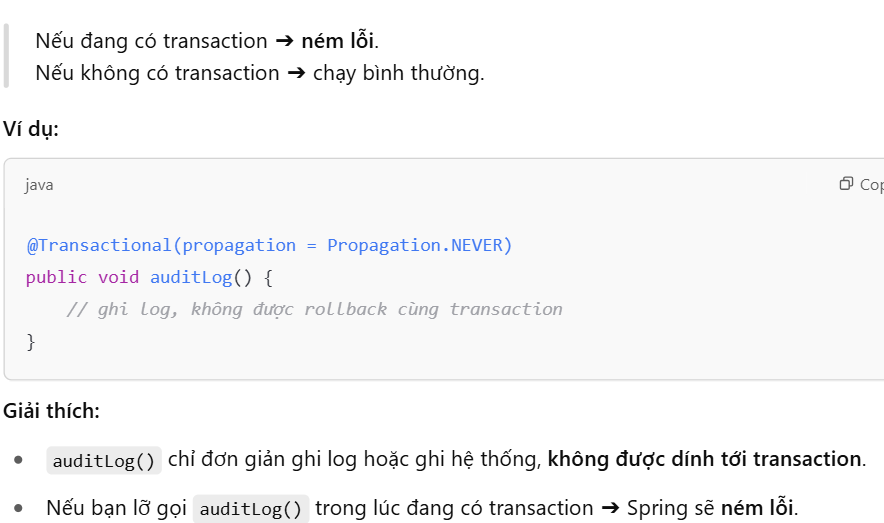 Nếu đang có transaction ➔ ném lỗi.
Nếu không có transaction ➔ chạy bình thường.
Ví dụ:
java
Cop
@Transactional(propagation = Propagation.NEVER)
public void auditLog() {
// ghi log, không được rollback cùng transaction
}
Giải thích:
• auditLog() chỉ đơn giản ghi log hoặc ghi hệ thống, không được dính tới transaction.
• Nếu bạn lỡ gọi auditLog() trong lúc đang có transaction ➔ Spring sẽ ném lỗi.